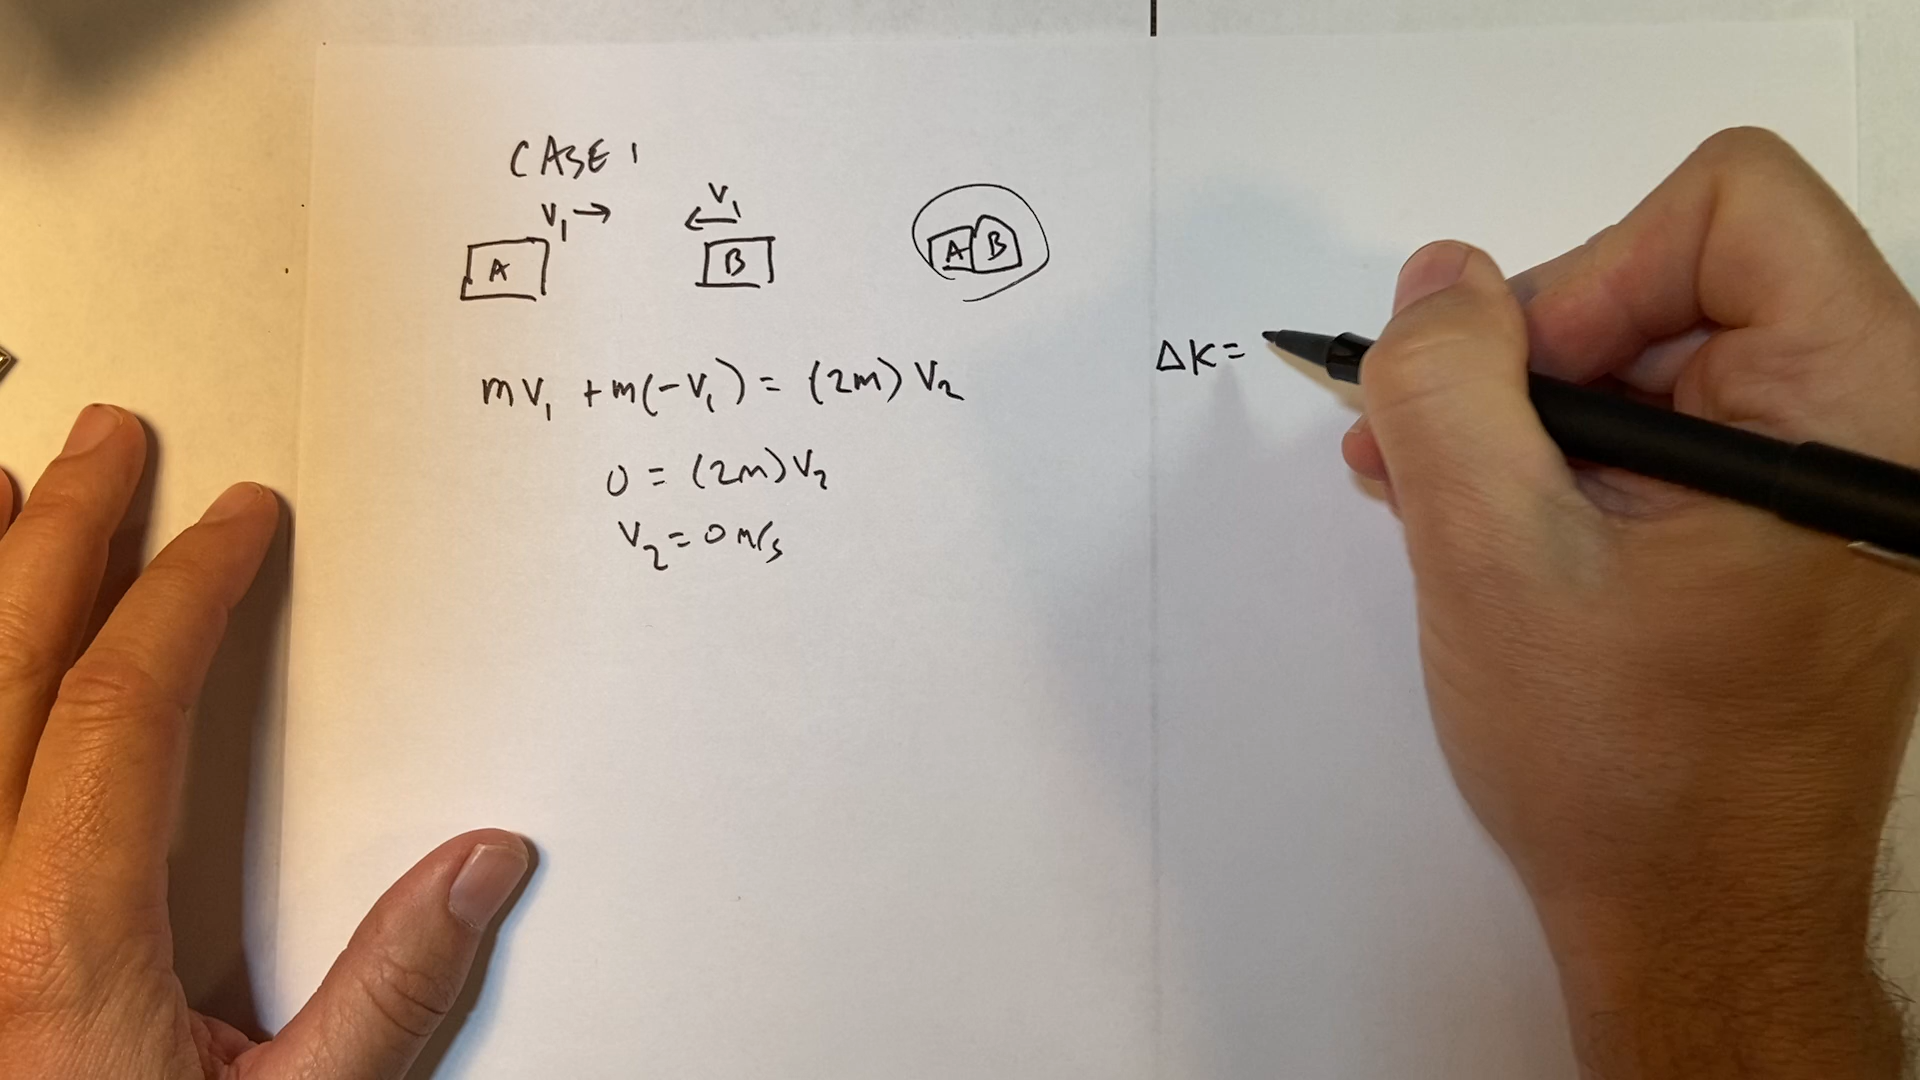 CASE 1
V₁ → ← V₁
A B A B
mV₁ + m(-V₁) = (2m) V₂
0 = (2m) V₂
V₂ = 0 m/s
ΔK =